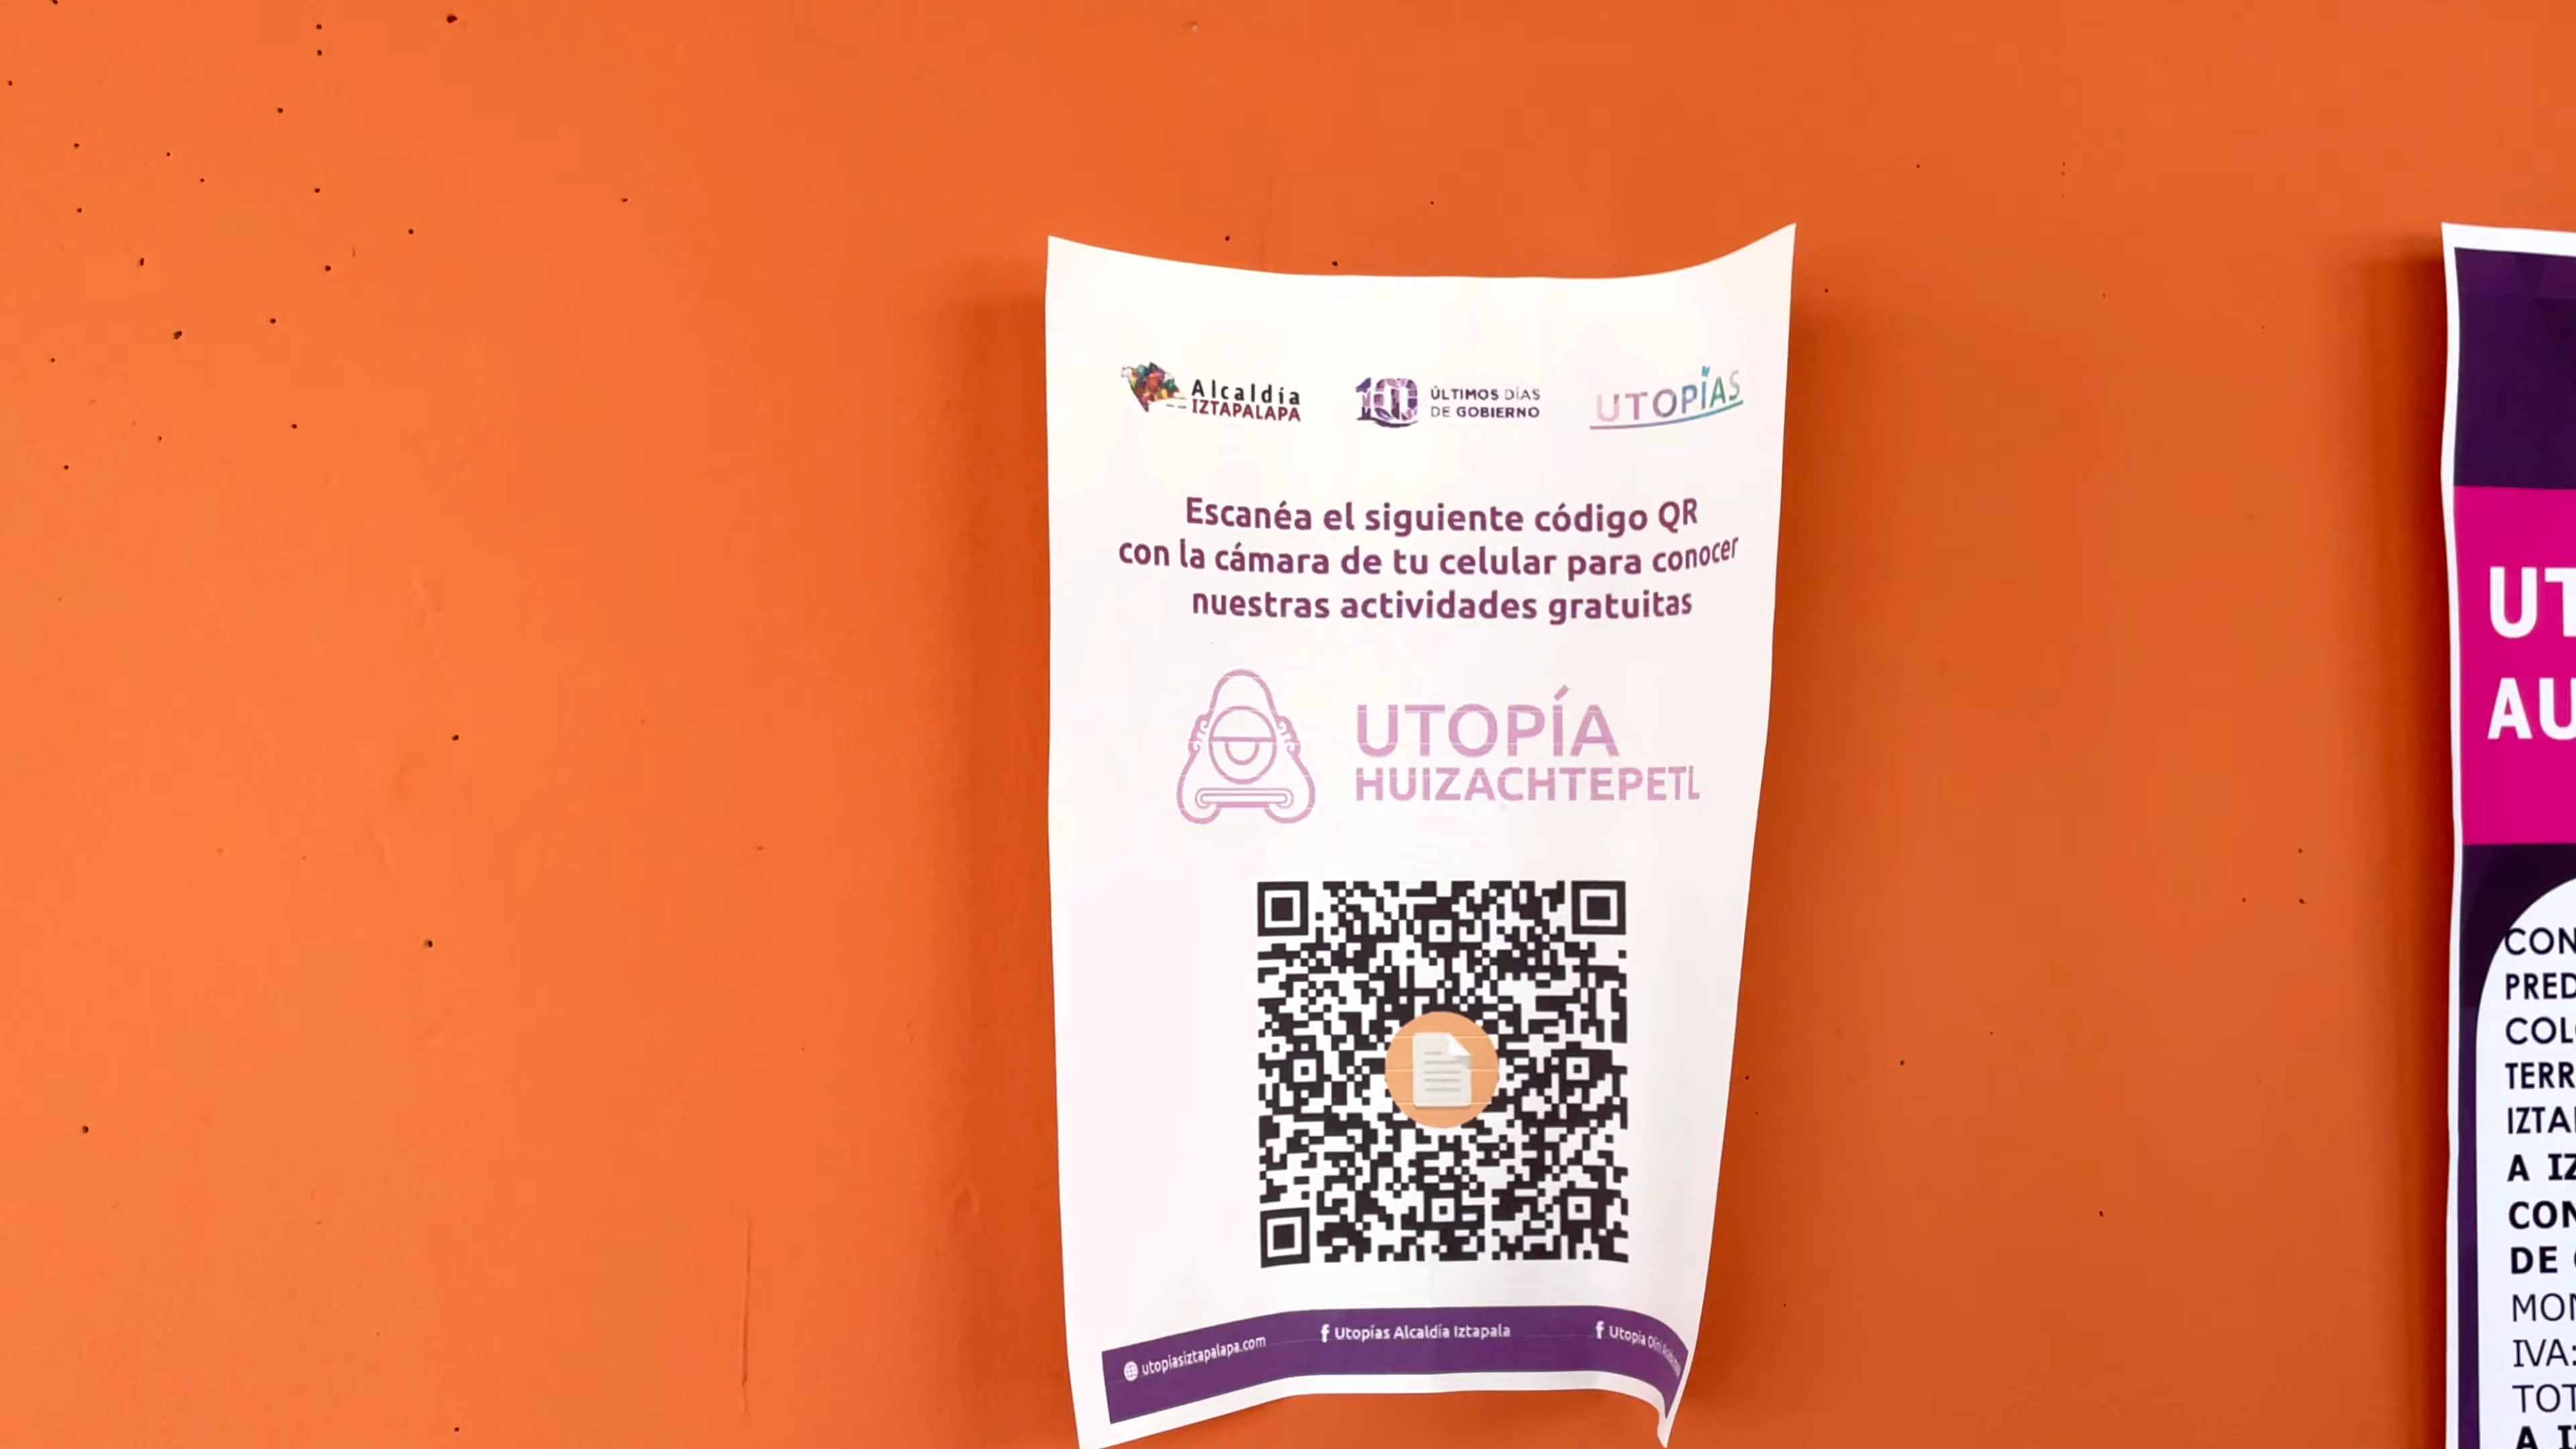 Alcaldía
IZTAPALAPA
100 ÚLTIMOS DÍAS
DE GOBIERNO
UTOPÍAS
Escanéa el siguiente código QR
con la cámara de tu celular para conocer
nuestras actividades gratuitas
UTOPÍA
HUIZACHTEPETL
utopiasiztapalapa.com
f Utopías Alcaldía Iztapala
f Utopía
UT
AU
CON
PRED
COL
TERR
IZTA
A IZ
CON
DE
MON
IVA:
TOT
A I